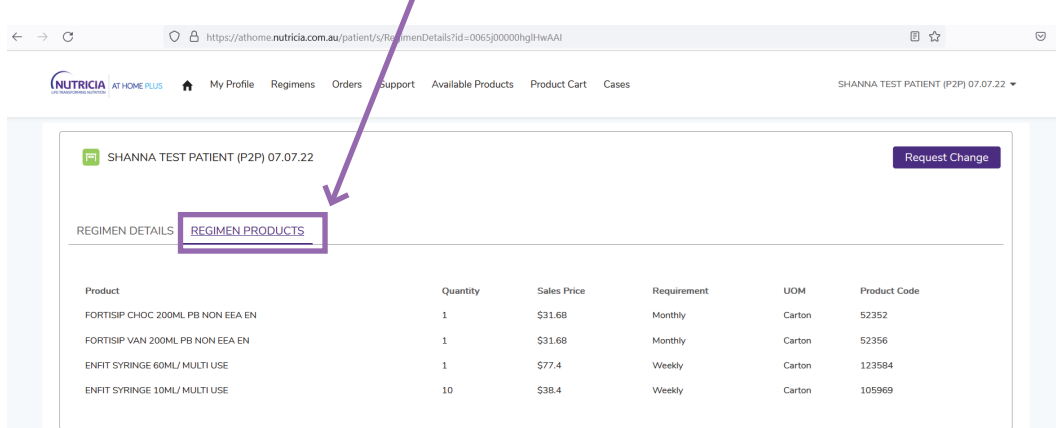 https://athome.nutricia.com.au/patient/s/RegimenDetails?id=0065j00000hglHwAAI
NUTRICIA AT HOME PLUS My Profile Regimens Orders Support Available Products Product Cart Cases SHANNA TEST PATIENT (P2P) 07.07.22
LIFE-TRANSFORMING NUTRITION
SHANNA TEST PATIENT (P2P) 07.07.22 Request Change
REGIMEN DETAILS REGIMEN PRODUCTS
Product Quantity Sales Price Requirement UOM Product Code
FORTISIP CHOC 200ML PB NON EEA EN 1 $31.68 Monthly Carton 52352
FORTISIP VAN 200ML PB NON EEA EN 1 $31.68 Monthly Carton 52356
ENFIT SYRINGE 60ML/ MULTI USE 1 $77.4 Weekly Carton 123584
ENFIT SYRINGE 10ML/ MULTI USE 10 $38.4 Weekly Carton 105969